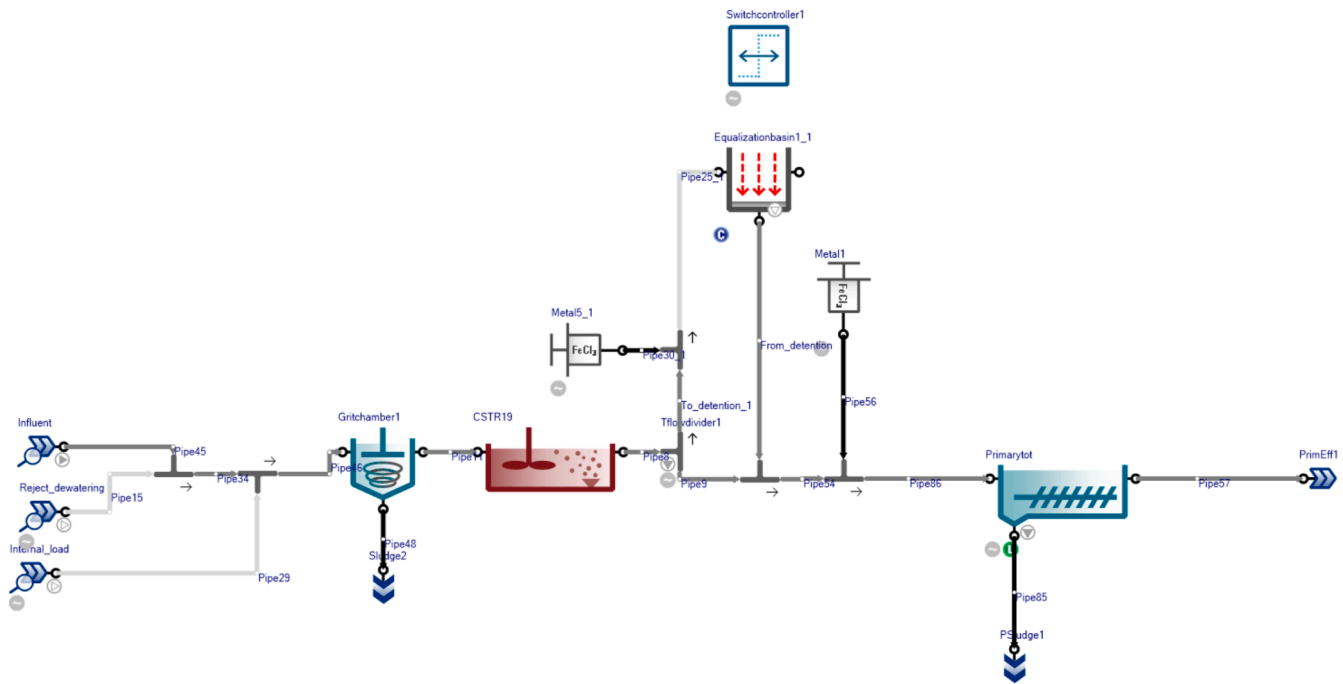 Switchcontroller1
Equalizationbasin1_1
Pipe25_1
C
Metal1
FeCl3
Metal5_1
FeCl3
Pipe30_1
From_detention
To_detention_1
Pipe56
Influent
Gritchamber1
CSTR19
Tflowdivider1
Pipe45
Pipe46
Pipe11
Pipe8
Primarytot
PrimEff1
Pipe34
Pipe9
Pipe54
Pipe86
Pipe57
Reject_dewatering
Pipe15
Internal_load
Pipe29
Pipe48
Sludge2
Pipe85
PSludge1